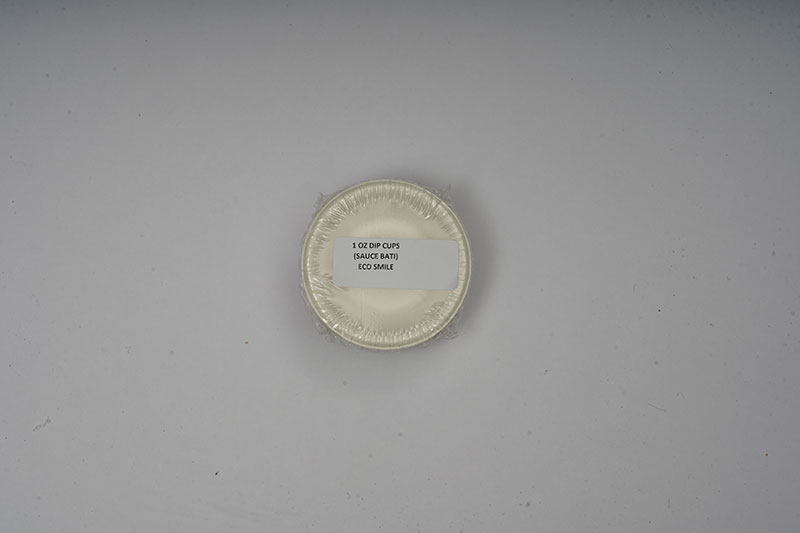 1 OZ DIP CUPS
(SAUCE BATI)
ECO SMILE